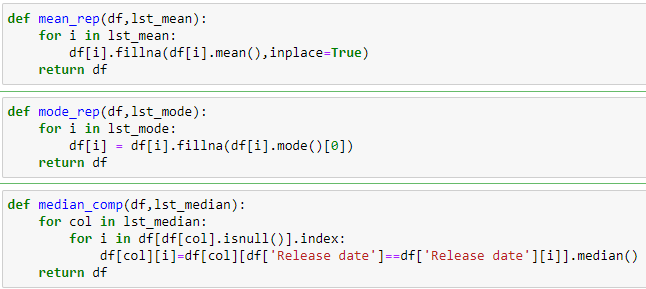 def mean_rep(df,lst_mean):
    for i in lst_mean:
        df[i].fillna(df[i].mean(),inplace=True)
    return df
def mode_rep(df,lst_mode):
    for i in lst_mode:
        df[i] = df[i].fillna(df[i].mode()[0])
    return df
def median_comp(df,lst_median):
    for col in lst_median:
        for i in df[df[col].isnull()].index:
            df[col][i]=df[col][df['Release date']==df['Release date'][i]].median()
    return df